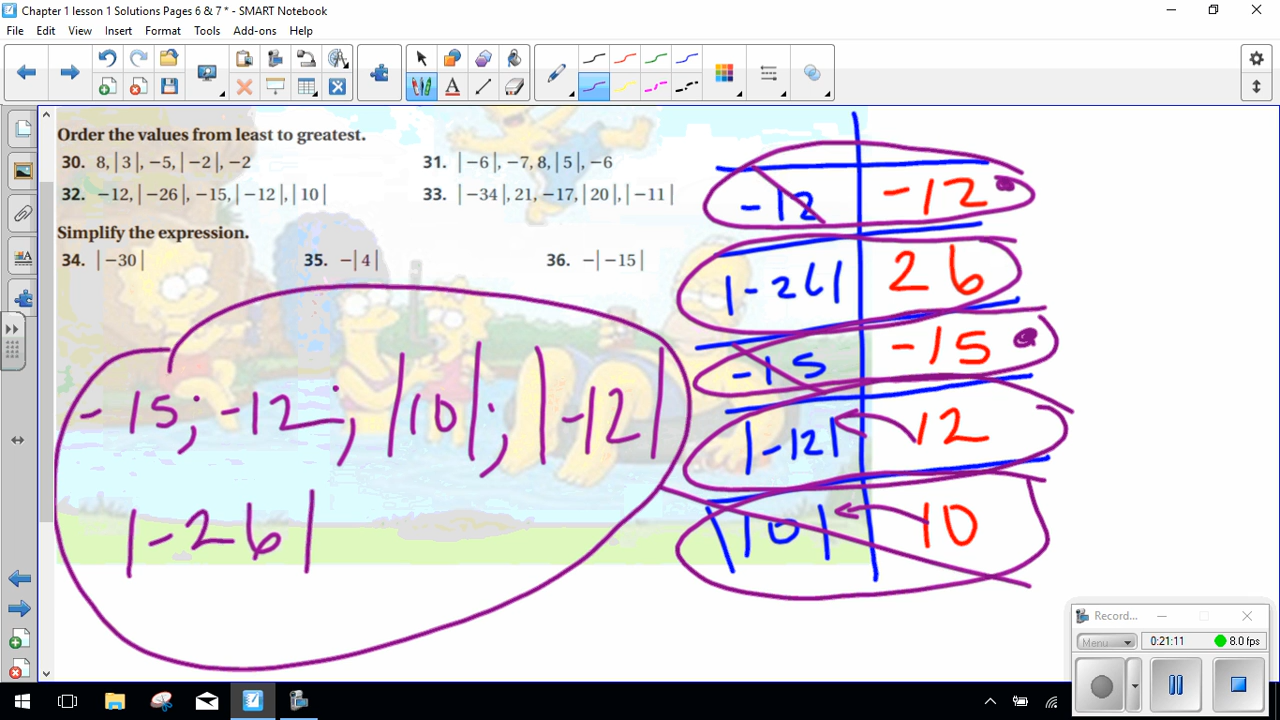 Chapter 1 lesson 1 Solutions Pages 6 & 7 * - SMART Notebook
File Edit View Insert Format Tools Add-ons Help
Order the values from least to greatest.
30. 8, |3|, −5, |−2|, −2
31. |−6|, −7, 8, |5|, −6
32. −12, |−26|, −15, |−12|, |10|
33. |−34|, 21, −17, |20|, |−11|
Simplify the expression.
34. |−30| 35. −|4| 36. −|−15|
-12 -12
|-26| 26
-15 -15
|-12| 12
|10| 10
-15; -12; |10|; |-12|
|-26|
Record...
Menu 0:21:11 8.0 fps